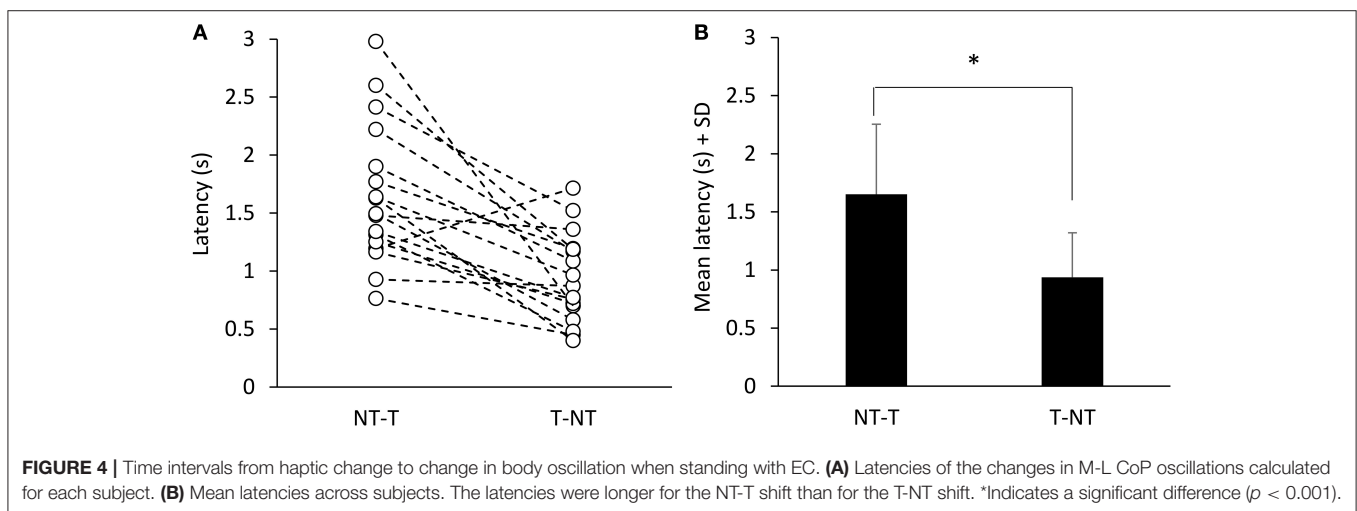 A
3
2.5
2
1.5
1
0.5
0
Latency (s)
NT-T T-NT
B
3
2.5
2
1.5
1
0.5
0
Mean latency (s) + SD
*
NT-T T-NT
FIGURE 4 | Time intervals from haptic change to change in body oscillation when standing with EC. (A) Latencies of the changes in M-L CoP oscillations calculated
for each subject. (B) Mean latencies across subjects. The latencies were longer for the NT-T shift than for the T-NT shift. *Indicates a significant difference (p < 0.001).